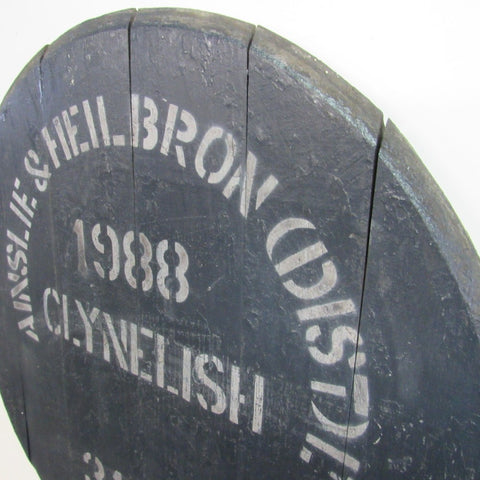 AINSLIE & HEILBRON (DIST.)
1988
CLYNELISH